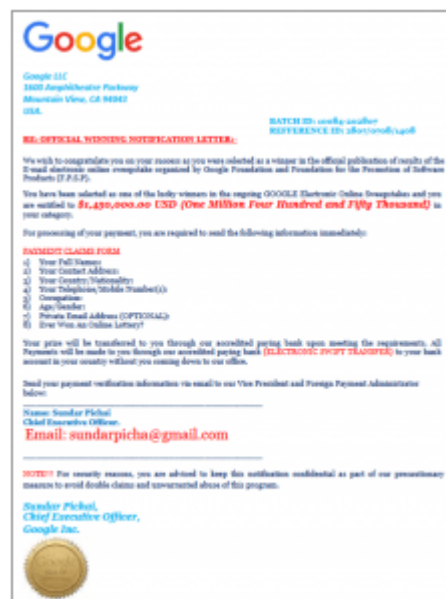 Google
Google LLC
1600 Amphitheatre Parkway
Mountain View, CA 94043
USA.
RE: OFFICIAL WINNING NOTIFICATION LETTER:-
We wish to congratulate you on your success as you were selected as a winner in the official publication of results of the
E-mail electronic online sweepstake organized by Google Foundation and Foundation for the Promotion of Software
Products (F.P.S.P).
You have been selected as one of the lucky winners in the ongoing GOOGLE Electronic Online Sweepstakes and you
are entitled to $1,450,000.00 USD (One Million Four Hundred and Fifty Thousand) in
your category.
For processing of your payment, you are required to send the following information immediately:
PAYMENT CLAIMS FORM
1) Your Full Names:
2) Your Contact Address:
3) Your Country/Nationality:
4) Your Telephone/Mobile Number(s):
5) Occupation:
6) Age/Gender:
7) Private Email Address (OPTIONAL):
8) Ever Won An Online Lottery?
Your prize will be transferred to you through our accredited paying bank upon meeting the requirements. All
Payments will be made to you through our accredited paying bank (ELECTRONIC SWIFT TRANSFER) to your bank
account in your country without you coming down to our office.
Send your payment verification information via email to our Vice President and Foreign Payment Administrator
below:
Name: Sundar Pichai
Chief Executive Officer.
Email: sundarpicha@gmail.com
NOTE!!! For security reasons, you are advised to keep this notification confidential as part of our precautionary
measure to avoid double claims and unwarranted abuse of this program.
Sundar Pichai,
Chief Executive Officer,
Google Inc.
Google